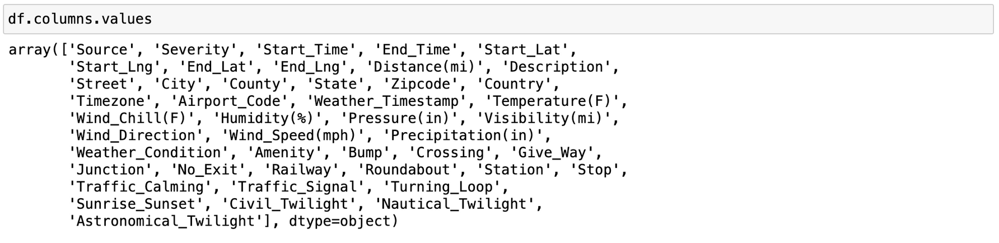 df.columns.values
array(['Source', 'Severity', 'Start_Time', 'End_Time', 'Start_Lat',
'Start_Lng', 'End_Lat', 'End_Lng', 'Distance(mi)', 'Description',
'Street', 'City', 'County', 'State', 'Zipcode', 'Country',
'Timezone', 'Airport_Code', 'Weather_Timestamp', 'Temperature(F)',
'Wind_Chill(F)', 'Humidity(%)', 'Pressure(in)', 'Visibility(mi)',
'Wind_Direction', 'Wind_Speed(mph)', 'Precipitation(in)',
'Weather_Condition', 'Amenity', 'Bump', 'Crossing', 'Give_Way',
'Junction', 'No_Exit', 'Railway', 'Roundabout', 'Station', 'Stop',
'Traffic_Calming', 'Traffic_Signal', 'Turning_Loop',
'Sunrise_Sunset', 'Civil_Twilight', 'Nautical_Twilight',
'Astronomical_Twilight'], dtype=object)